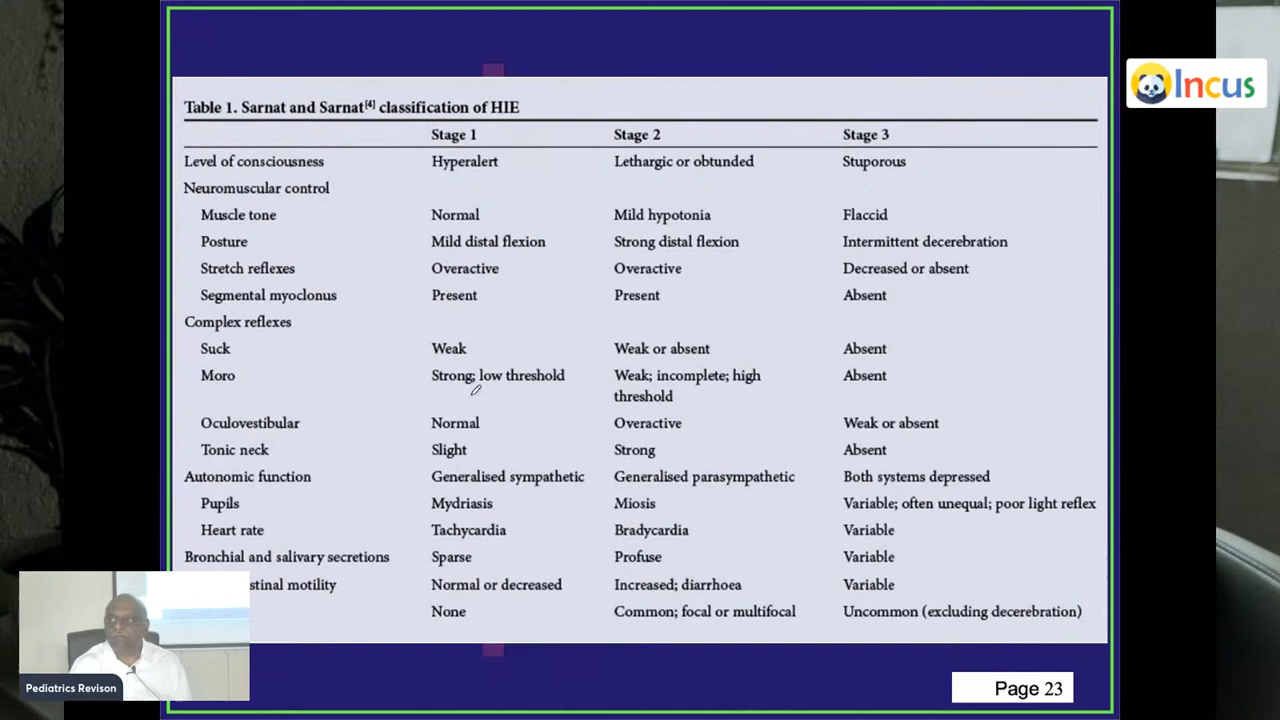 Incus
Table 1. Sarnat and Sarnat[4] classification of HIE
Stage 1 Stage 2 Stage 3
Level of consciousness Hyperalert Lethargic or obtunded Stuporous
Neuromuscular control
Muscle tone Normal Mild hypotonia Flaccid
Posture Mild distal flexion Strong distal flexion Intermittent decerebration
Stretch reflexes Overactive Overactive Decreased or absent
Segmental myoclonus Present Present Absent
Complex reflexes
Suck Weak Weak or absent Absent
Moro Strong; low threshold Weak; incomplete; high Absent
threshold
Oculovestibular Normal Overactive Weak or absent
Tonic neck Slight Strong Absent
Autonomic function Generalised sympathetic Generalised parasympathetic Both systems depressed
Pupils Mydriasis Miosis Variable; often unequal; poor light reflex
Heart rate Tachycardia Bradycardia Variable
Bronchial and salivary secretions Sparse Profuse Variable
stinal motility Normal or decreased Increased; diarrhoea Variable
None Common; focal or multifocal Uncommon (excluding decerebration)
Pediatrics Revison
Page 23